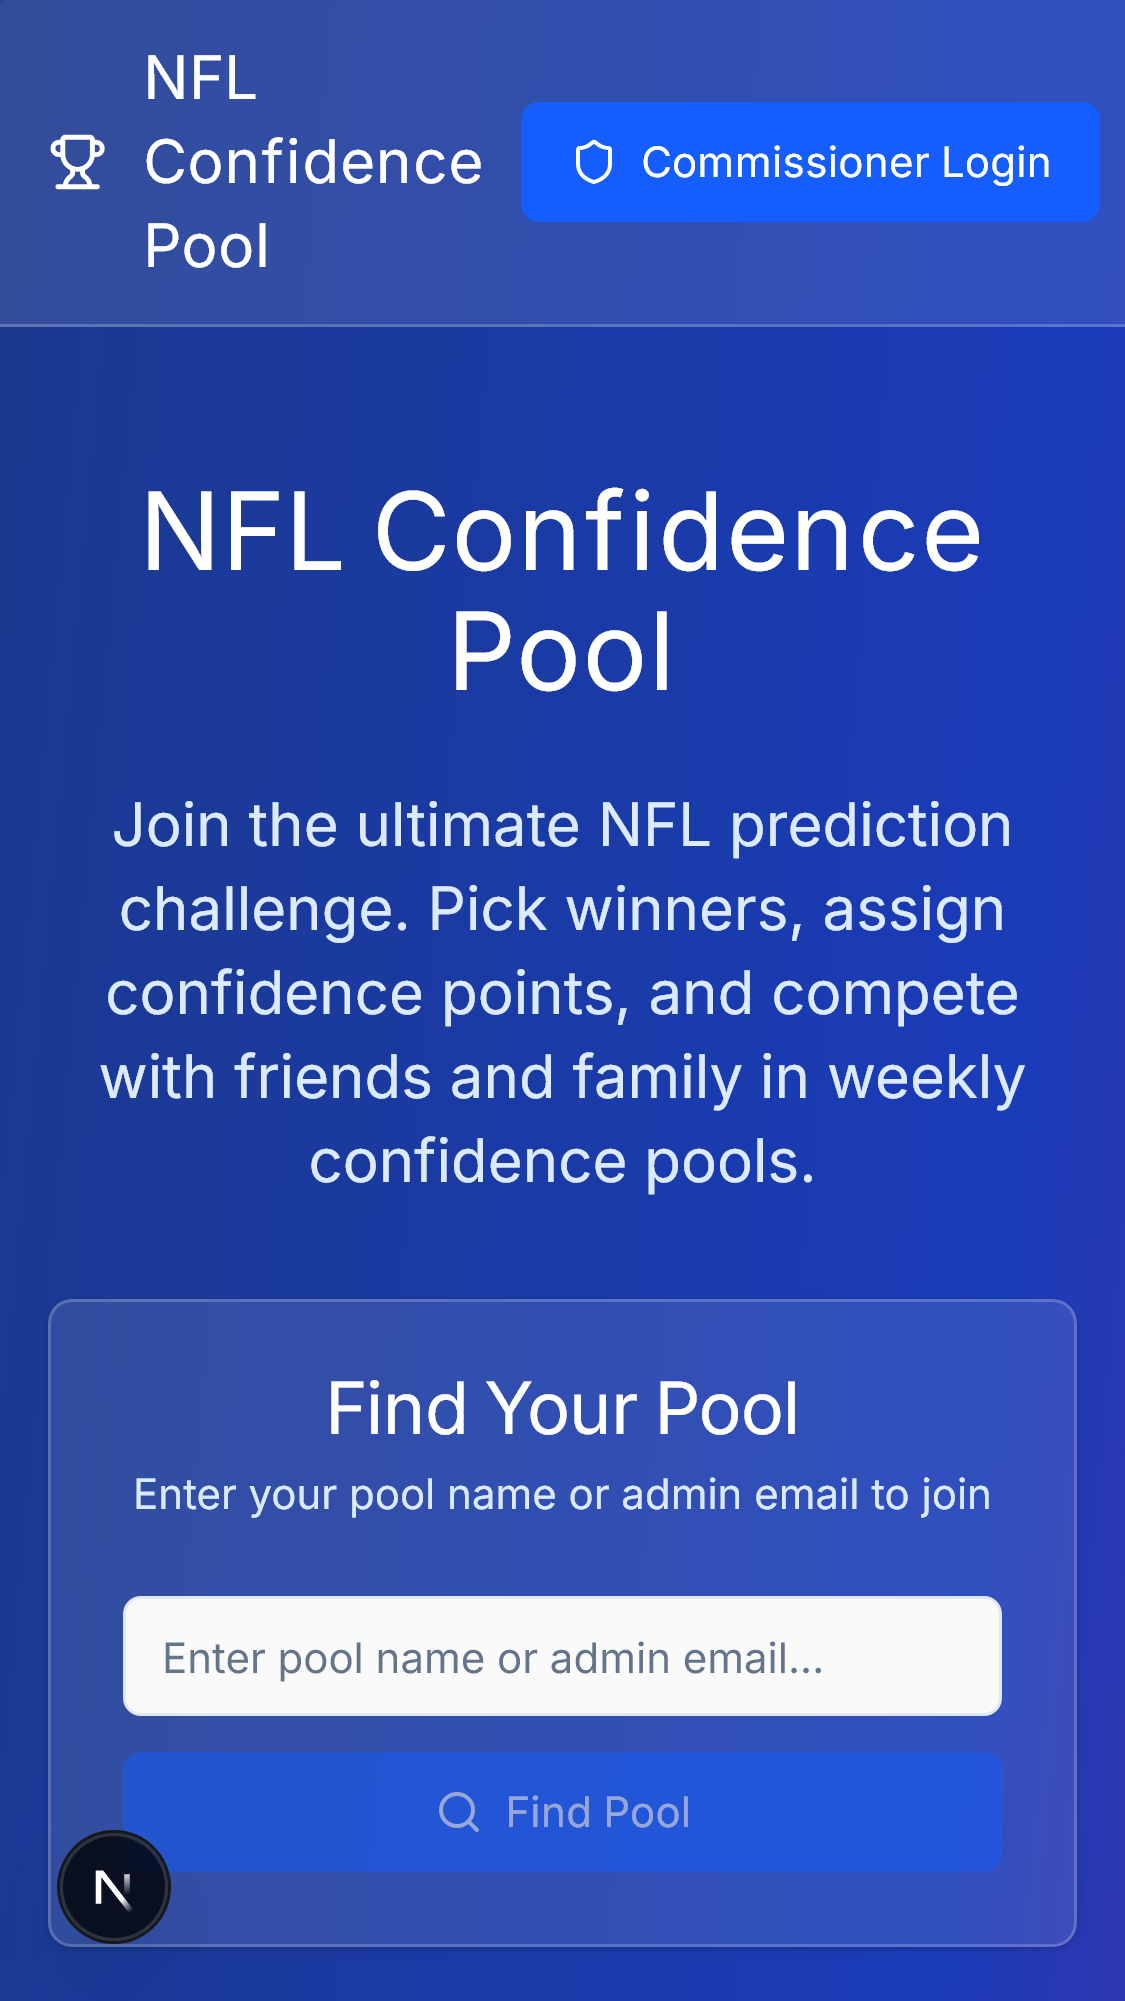 NFL
Confidence
Pool
Commissioner Login
NFL Confidence
Pool
Join the ultimate NFL prediction
challenge. Pick winners, assign
confidence points, and compete
with friends and family in weekly
confidence pools.
Find Your Pool
Enter your pool name or admin email to join
Enter pool name or admin email...
Find Pool
N